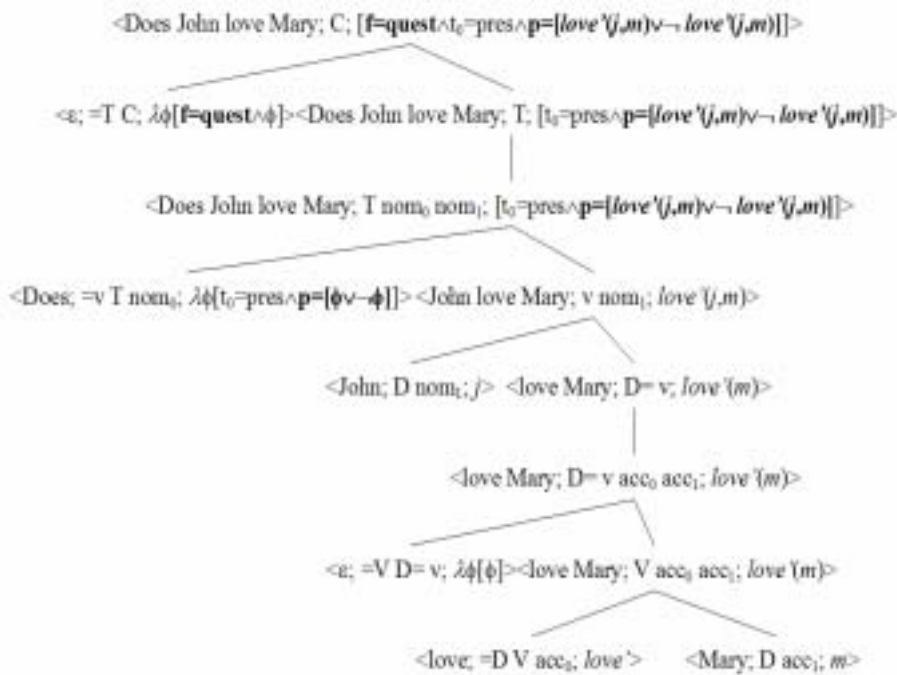 <Does John love Mary; C; [f=quest∧t₀=pres∧p=[love'(j,m)∨¬ love'(j,m)]]>
<ε; =T C; λϕ[f=quest∧ϕ]><Does John love Mary; T; [t₀=pres∧p=[love'(j,m)∨¬ love'(j,m)]]>
<Does John love Mary; T nom₀ nom₁; [t₀=pres∧p=[love'(j,m)∨¬ love'(j,m)]]>
<Does; =v T nom₀; λϕ[t₀=pres∧p=[ϕ∨¬ϕ]]><John love Mary; v nom₁; love'(j,m)>
<John; D nom₁; j> <love Mary; D= v; love'(m)>
<love Mary; D= v acc₀ acc₁; love'(m)>
<ε; =V D= v; λϕ[ϕ]><love Mary; V acc₀ acc₁; love'(m)>
<love; =D V acc₀; love'> <Mary; D acc₁; m>